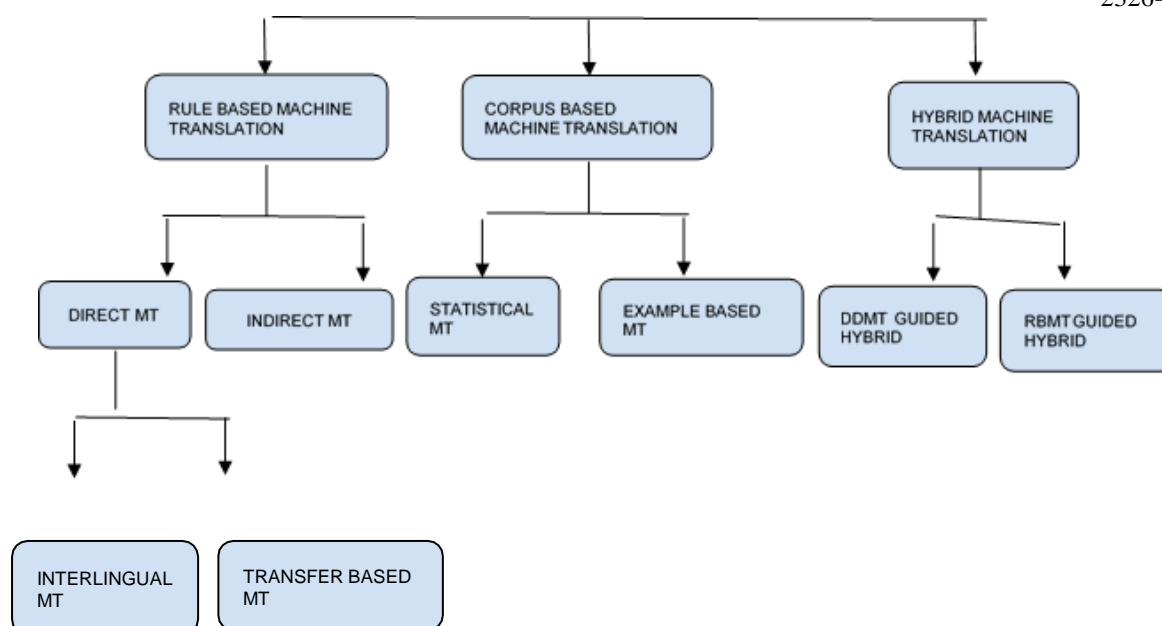 RULE BASED MACHINE
TRANSLATION
CORPUS BASED
MACHINE TRANSLATION
HYBRID MACHINE
TRANSLATION
DIRECT MT
INDIRECT MT
STATISTICAL
MT
EXAMPLE BASED
MT
DDMT GUIDED
HYBRID
RBMT GUIDED
HYBRID
INTERLINGUAL
MT
TRANSFER BASED
MT